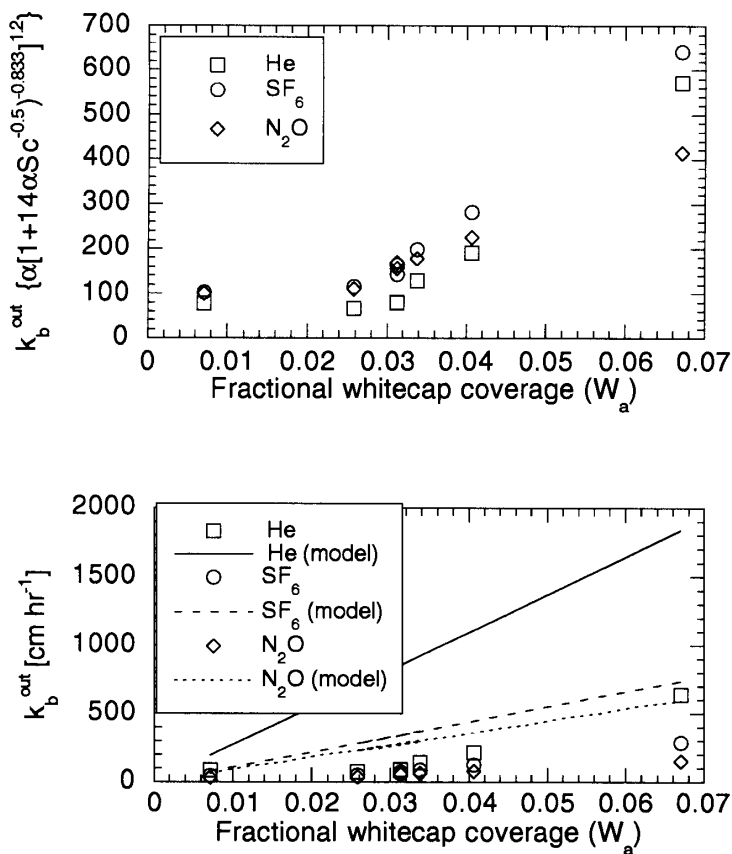 700
600
500
400
300
200
100
0
k_b^out {α[1+14αSc^-0.5)^-0.833]^1.2}
He
SF₆
N₂O
0 0.01 0.02 0.03 0.04 0.05 0.06 0.07
Fractional whitecap coverage (W_a)
2000
1500
1000
500
0
k_b^out [cm hr⁻¹]
He
He (model)
SF₆
SF₆ (model)
N₂O
N₂O (model)
0 0.01 0.02 0.03 0.04 0.05 0.06 0.07
Fractional whitecap coverage (W_a)